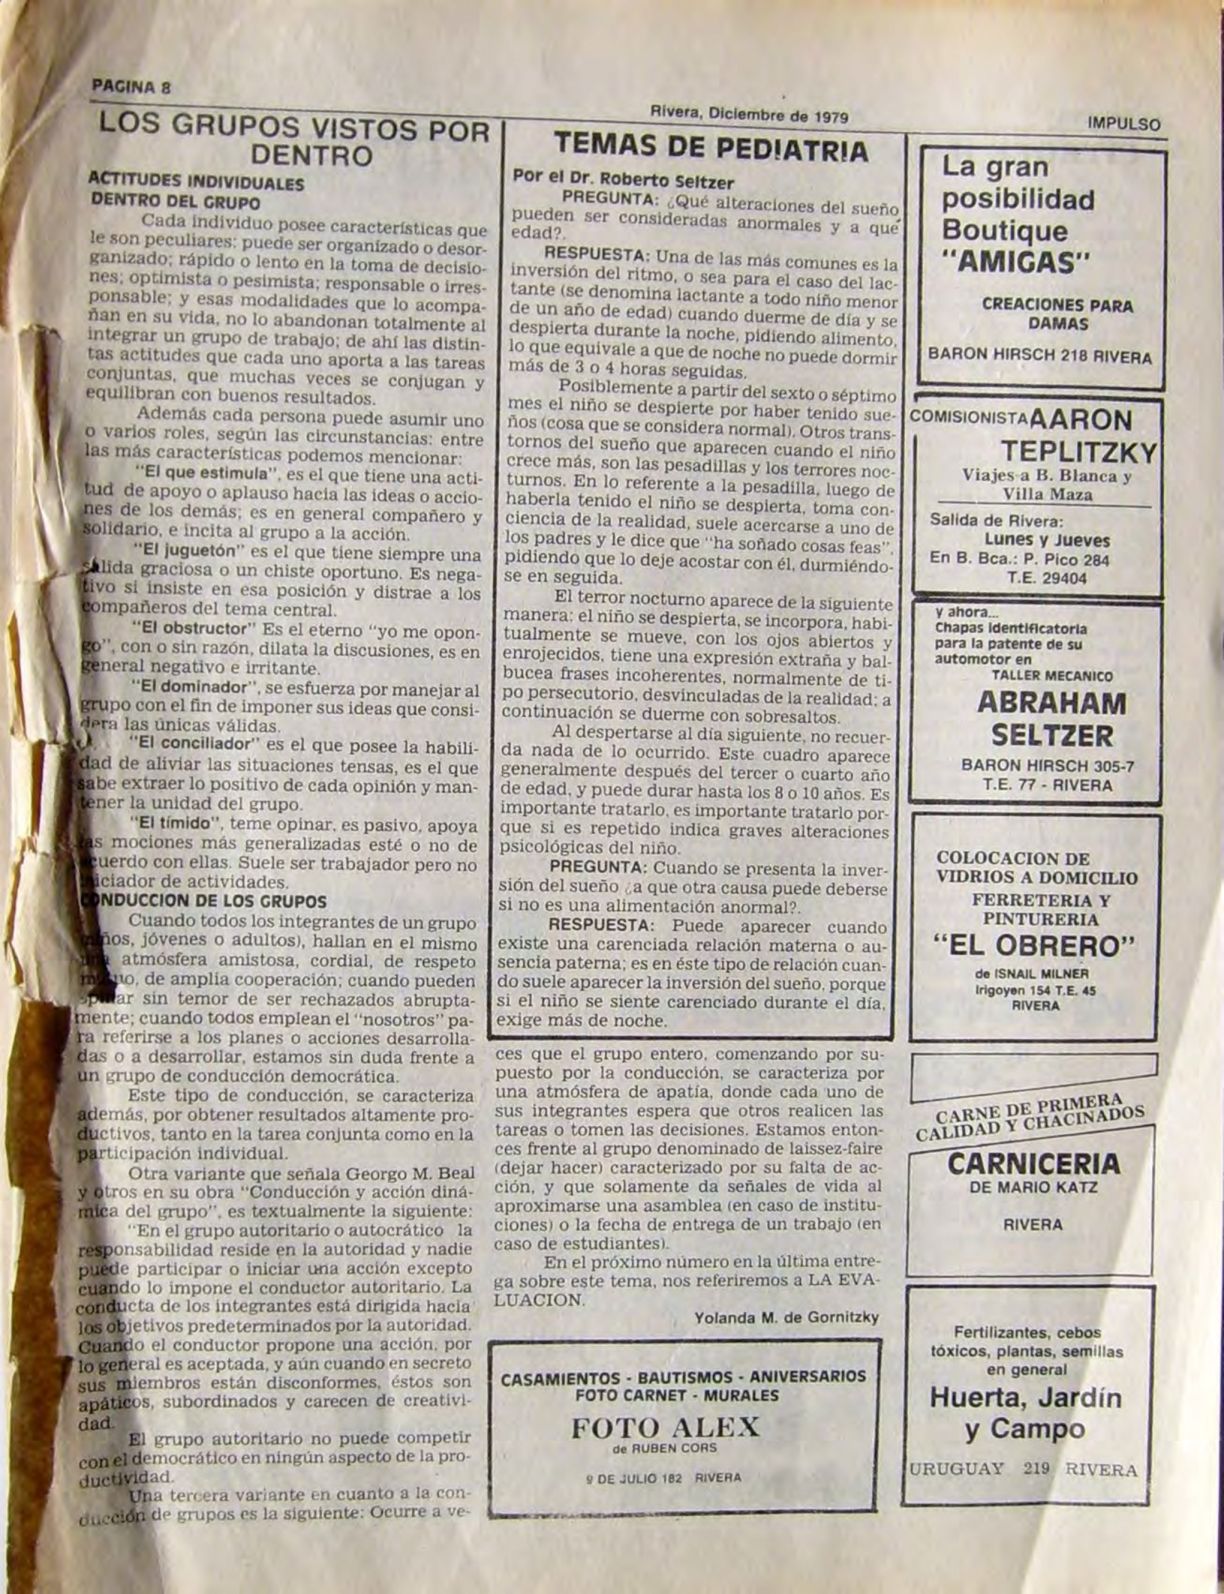 PAGINA 8
Rivera, Diciembre de 1979
IMPULSO
LOS GRUPOS VISTOS POR
DENTRO
ACTITUDES INDIVIDUALES
DENTRO DEL GRUPO
Cada individuo posee características que
le son peculiares: puede ser organizado o desor-
ganizado; rápido o lento en la toma de decisio-
nes; optimista o pesimista; responsable o irres-
ponsable; y esas modalidades que lo acompa-
ñan en su vida, no lo abandonan totalmente al
integrar un grupo de trabajo; de ahí las distin-
tas actitudes que cada uno aporta a las tareas
conjuntas, que muchas veces se conjugan y
equilibran con buenos resultados.
Además cada persona puede asumir uno
o varios roles, según las circunstancias: entre
las más características podemos mencionar:
"El que estimula", es el que tiene una acti-
tud de apoyo o aplauso hacia las ideas o accio-
nes de los demás; es en general compañero y
solidario, e incita al grupo a la acción.
"El juguetón" es el que tiene siempre una
salida graciosa o un chiste oportuno. Es nega-
tivo si insiste en esa posición y distrae a los
compañeros del tema central.
"El obstructor" Es el eterno "yo me opon-
go", con o sin razón, dilata la discusiones, es en
general negativo e irritante.
"El dominador", se esfuerza por manejar al
grupo con el fin de imponer sus ideas que consi-
dera las únicas válidas.
"El conciliador" es el que posee la habili-
dad de aliviar las situaciones tensas, es el que
sabe extraer lo positivo de cada opinión y man-
tener la unidad del grupo.
"El tímido", teme opinar, es pasivo, apoya
las mociones más generalizadas esté o no de
acuerdo con ellas. Suele ser trabajador pero no
iniciador de actividades.
CONDUCCION DE LOS GRUPOS
Cuando todos los integrantes de un grupo
(niños, jóvenes o adultos), hallan en el mismo
una atmósfera amistosa, cordial, de respeto
mutuo, de amplia cooperación; cuando pueden
opinar sin temor de ser rechazados abrupta-
mente; cuando todos emplean el "nosotros" pa-
ra referirse a los planes o acciones desarrolla-
das o a desarrollar, estamos sin duda frente a
un grupo de conducción democrática.
Este tipo de conducción, se caracteriza
además, por obtener resultados altamente pro-
ductivos, tanto en la tarea conjunta como en la
participación individual.
Otra variante que señala Georgo M. Beal
y otros en su obra "Conducción y acción diná-
mica del grupo", es textualmente la siguiente:
"En el grupo autoritario o autocrático la
responsabilidad reside en la autoridad y nadie
puede participar o iniciar una acción excepto
cuando lo impone el conductor autoritario. La
conducta de los integrantes está dirigida hacia
los objetivos predeterminados por la autoridad.
Cuando el conductor propone una acción, por
lo general es aceptada, y aún cuando en secreto
sus miembros están disconformes, éstos son
apáticos, subordinados y carecen de creativi-
dad.
El grupo autoritario no puede competir
con el democrático en ningún aspecto de la pro-
ductividad.
Una tercera variante en cuanto a la con-
ducción de grupos es la siguiente: Ocurre a ve-
TEMAS DE PEDIATRIA
Por el Dr. Roberto Seltzer
PREGUNTA: ¿Qué alteraciones del sueño
pueden ser consideradas anormales y a qué
edad?.
RESPUESTA: Una de las más comunes es la
inversión del ritmo, o sea para el caso del lac-
tante (se denomina lactante a todo niño menor
de un año de edad) cuando duerme de día y se
despierta durante la noche, pidiendo alimento,
lo que equivale a que de noche no puede dormir
más de 3 o 4 horas seguidas.
Posiblemente a partir del sexto o séptimo
mes el niño se despierte por haber tenido sue-
ños (cosa que se considera normal). Otros trans-
tornos del sueño que aparecen cuando el niño
crece más, son las pesadillas y los terrores noc-
turnos. En lo referente a la pesadilla, luego de
haberla tenido el niño se despierta, toma con-
ciencia de la realidad, suele acercarse a uno de
los padres y le dice que "ha soñado cosas feas",
pidiendo que lo deje acostar con él, durmiéndo-
se en seguida.
El terror nocturno aparece de la siguiente
manera: el niño se despierta, se incorpora, habi-
tualmente se mueve, con los ojos abiertos y
enrojecidos, tiene una expresión extraña y bal-
bucea frases incoherentes, normalmente de ti-
po persecutorio, desvinculadas de la realidad; a
continuación se duerme con sobresaltos.
Al despertarse al día siguiente, no recuer-
da nada de lo ocurrido. Este cuadro aparece
generalmente después del tercer o cuarto año
de edad, y puede durar hasta los 8 o 10 años. Es
importante tratarlo, es importante tratarlo por-
que si es repetido indica graves alteraciones
psicológicas del niño.
PREGUNTA: Cuando se presenta la inver-
sión del sueño ¿a que otra causa puede deberse
si no es una alimentación anormal?.
RESPUESTA: Puede aparecer cuando
existe una carenciada relación materna o au-
sencia paterna; es en éste tipo de relación cuan-
do suele aparecer la inversión del sueño, porque
si el niño se siente carenciado durante el día,
exige más de noche.
ces que el grupo entero, comenzando por su-
puesto por la conducción, se caracteriza por
una atmósfera de apatía, donde cada uno de
sus integrantes espera que otros realicen las
tareas o tomen las decisiones. Estamos enton-
ces frente al grupo denominado de laissez-faire
(dejar hacer) caracterizado por su falta de ac-
ción, y que solamente da señales de vida al
aproximarse una asamblea (en caso de institu-
ciones) o la fecha de entrega de un trabajo (en
caso de estudiantes).
En el próximo número en la última entre-
ga sobre este tema, nos referiremos a LA EVA-
LUACION.
Yolanda M. de Gornitzky
CASAMIENTOS - BAUTISMOS - ANIVERSARIOS
FOTO CARNET - MURALES
FOTO ALEX
de RUBEN CORS
9 DE JULIO 182 RIVERA
La gran
posibilidad
Boutique
"AMIGAS"
CREACIONES PARA
DAMAS
BARON HIRSCH 218 RIVERA
COMISIONISTA AARON
TEPLITZKY
Viajes a B. Blanca y
Villa Maza
Salida de Rivera:
Lunes y Jueves
En B. Bca.: P. Pico 284
T.E. 29404
y ahora...
Chapas identificatoria
para la patente de su
automotor en
TALLER MECANICO
ABRAHAM
SELTZER
BARON HIRSCH 305-7
T.E. 77 - RIVERA
COLOCACION DE
VIDRIOS A DOMICILIO
FERRETERIA Y
PINTURERIA
"EL OBRERO"
de ISNAIL MILNER
Irigoyen 154 T.E. 45
RIVERA
CARNE DE PRIMERA
CALIDAD Y CHACINADOS
CARNICERIA
DE MARIO KATZ
RIVERA
Fertilizantes, cebos
tóxicos, plantas, semillas
en general
Huerta, Jardín
y Campo
URUGUAY 219 RIVERA